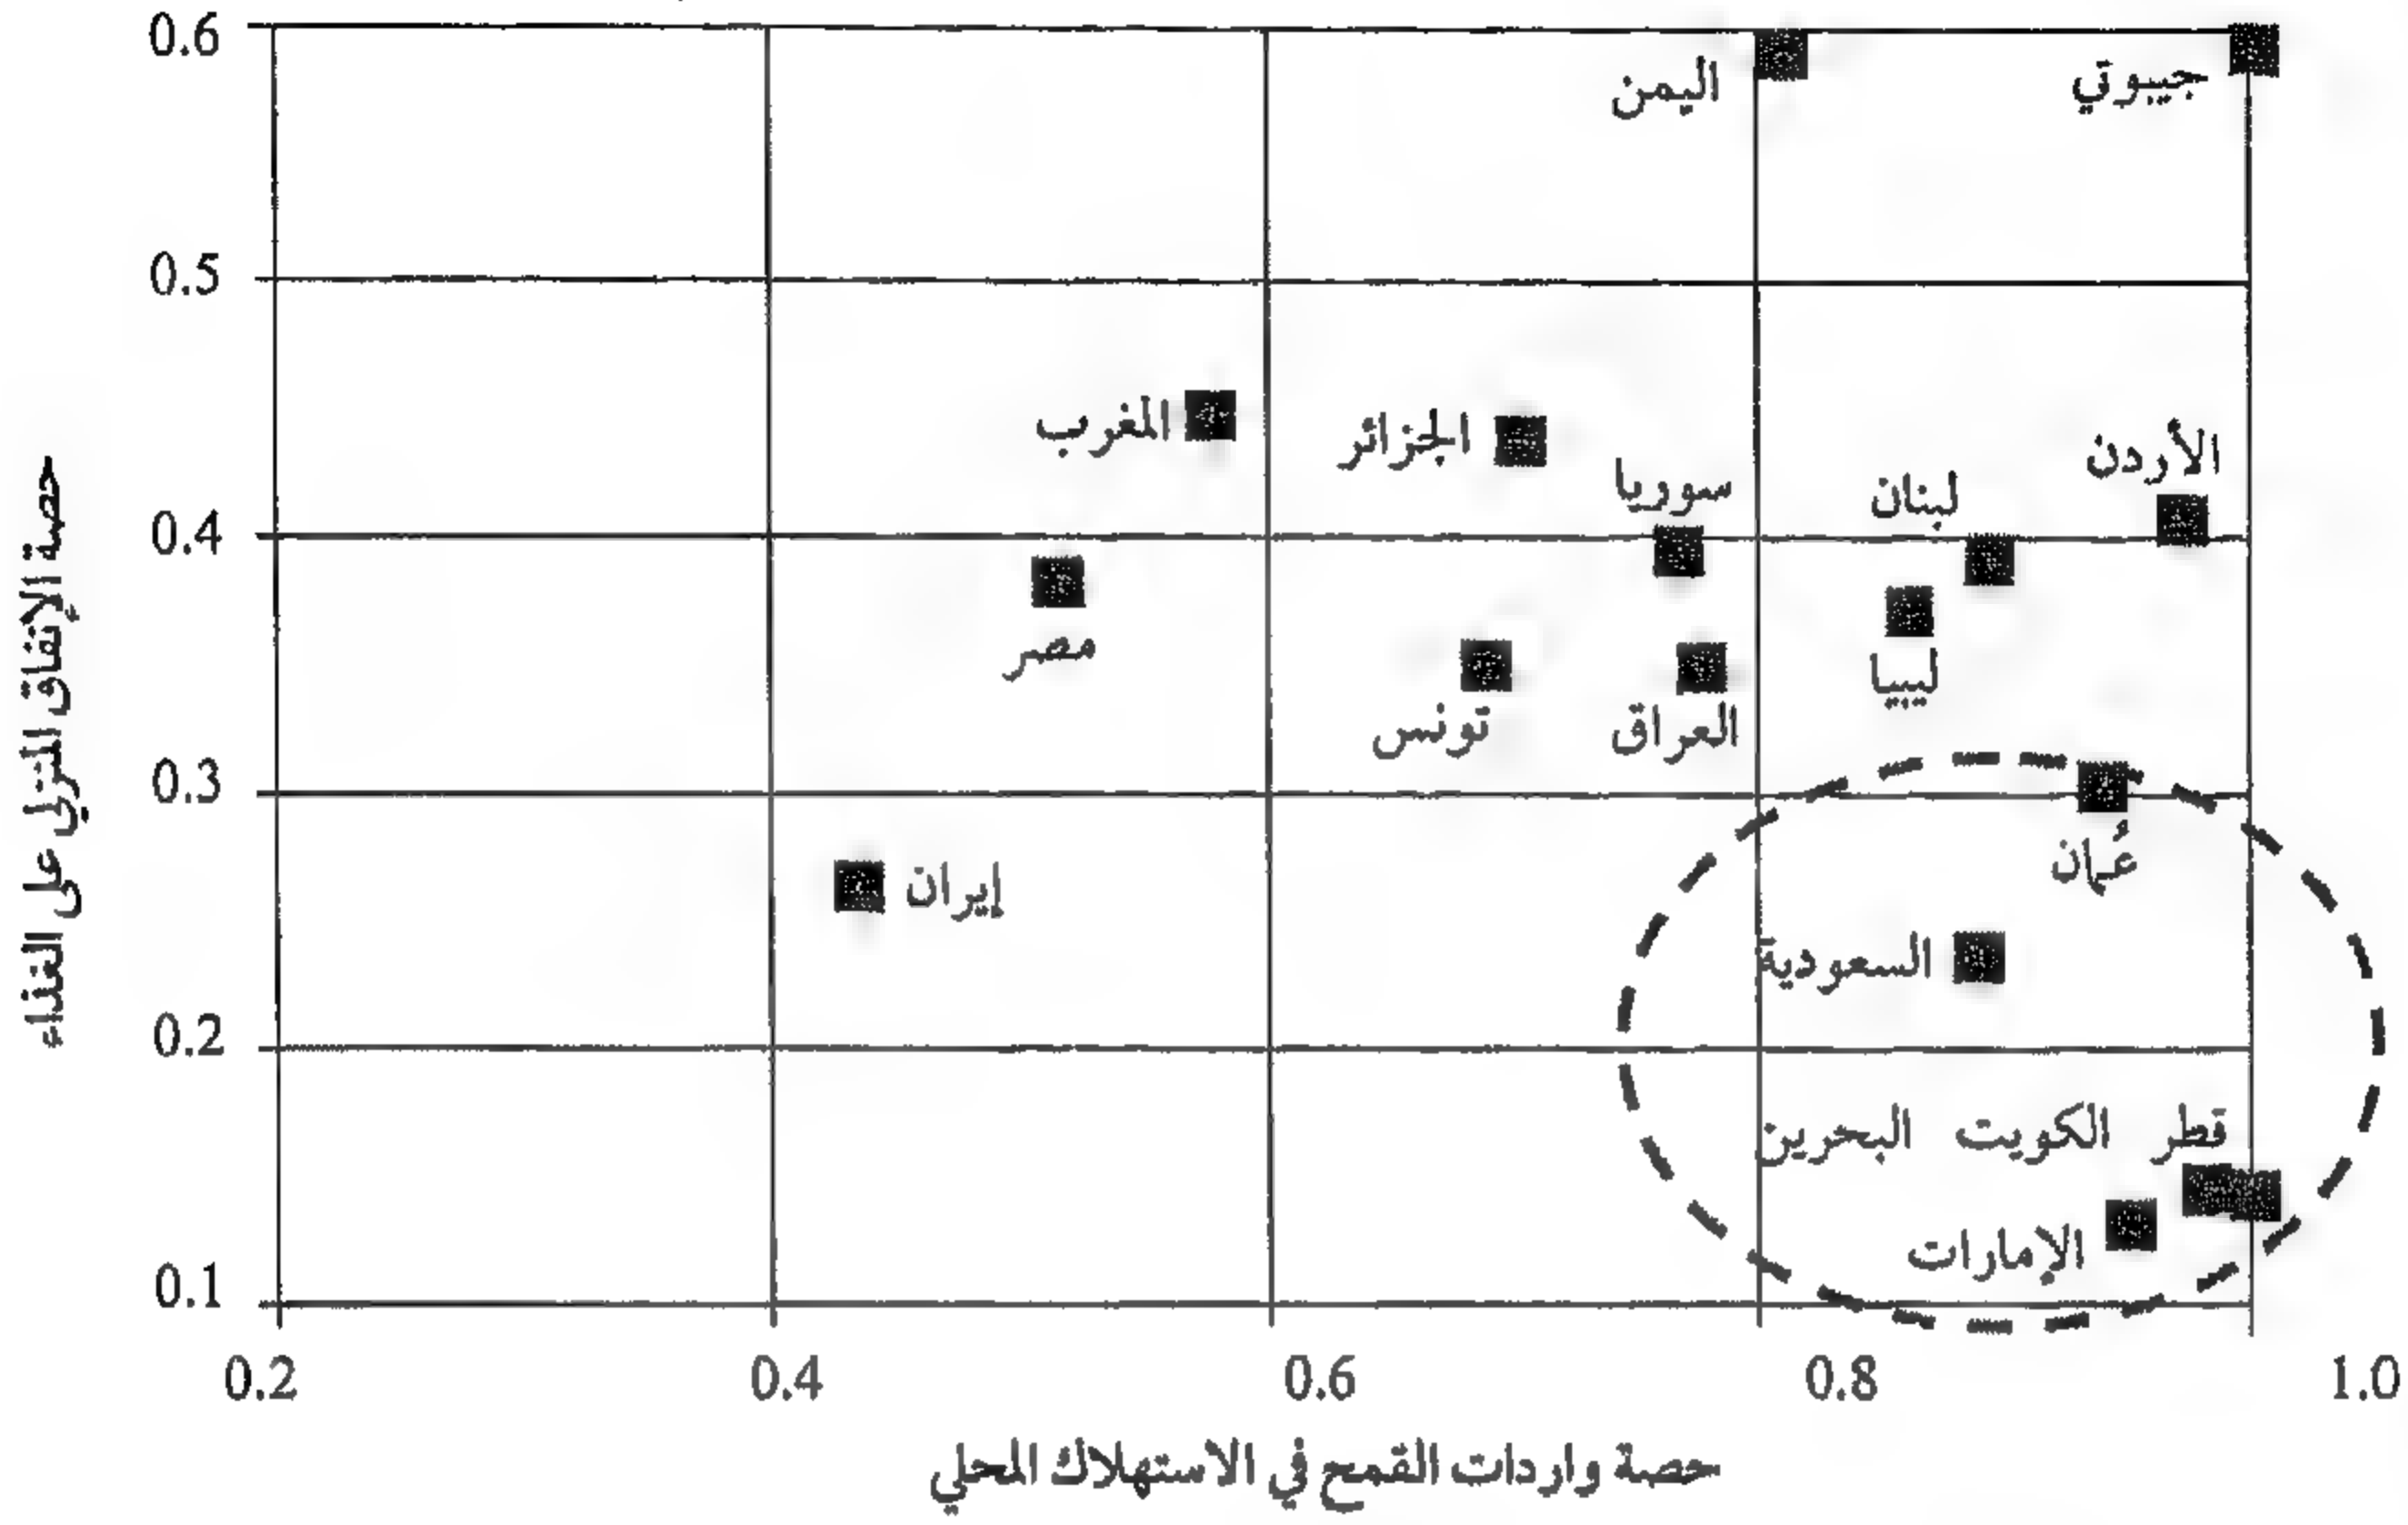 0.6
اليمن
جيبوتي
0.5
المغرب
الجزائر
سوريا
لبنان
الأردن
0.4
مصر
تونس
العراق
ليبيا
0.3
عُمان
إيران
السعودية
0.2
قطر الكويت البحرين
الإمارات
0.1
0.2 0.4 0.6 0.8 1.0
حصة واردات القمح في الاستهلاك المحلي
حصة الإنفاق المنزلي على الغذاء